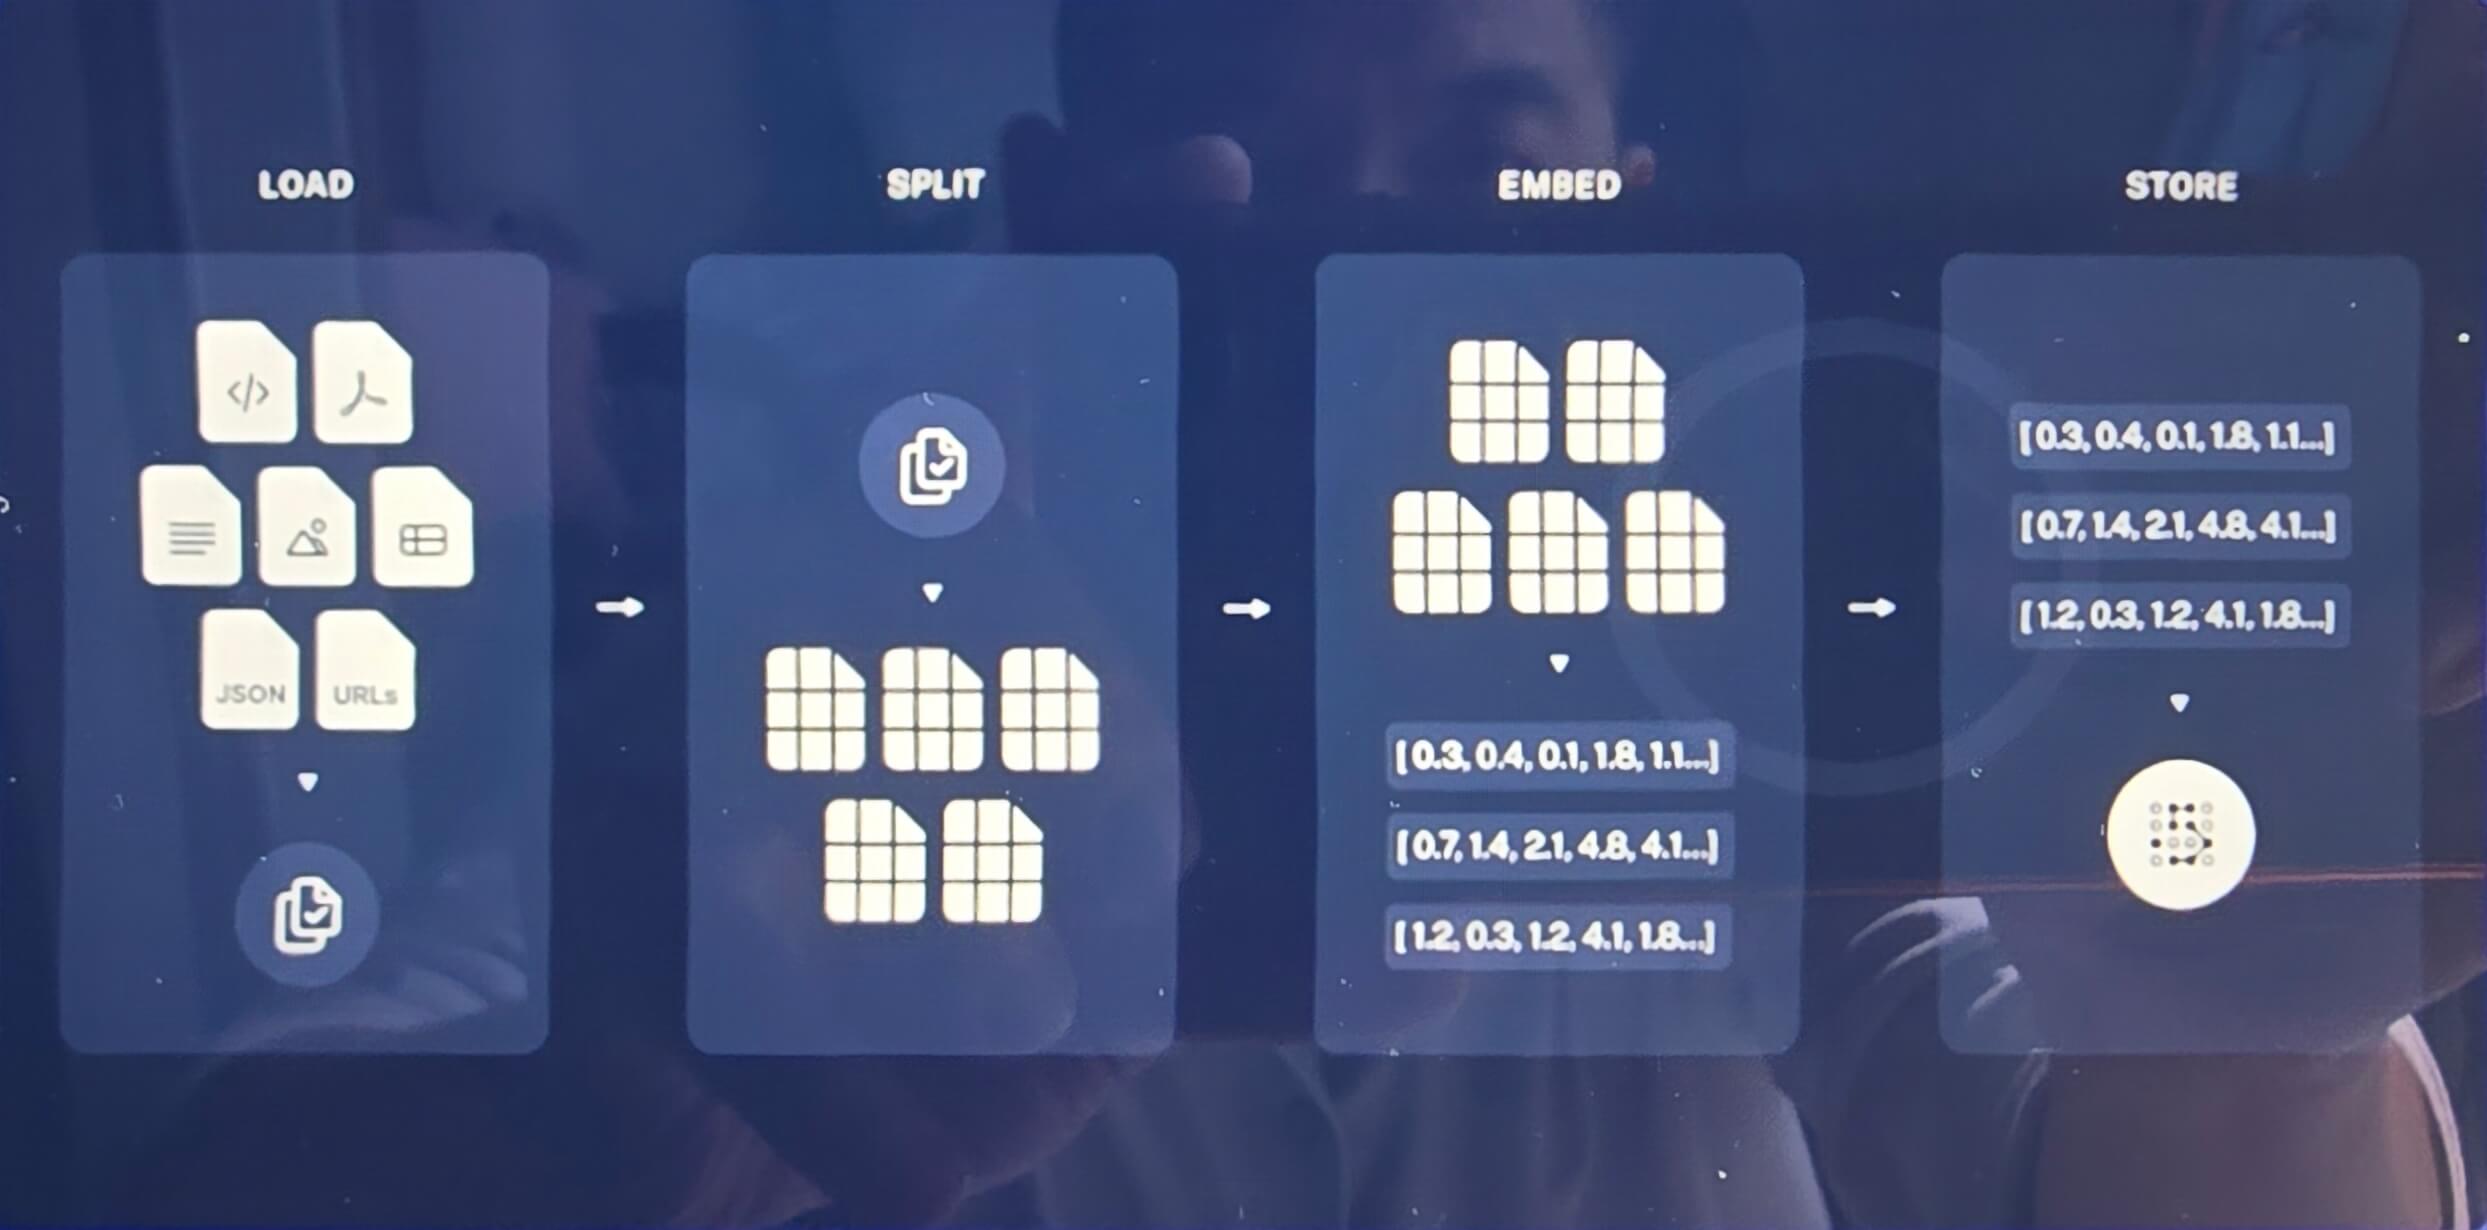 LOAD
SPLIT
EMBED
STORE
</>
JSON
URLs
[0.3, 0.4, 0.1, 1.8, 1.1...]
[0.7, 1.4, 2.1, 4.8, 4.1...]
[1.2, 0.3, 1.2, 4.1, 1.8...]
[0.3, 0.4, 0.1, 1.8, 1.1...]
[0.7, 1.4, 2.1, 4.8, 4.1...]
[1.2, 0.3, 1.2, 4.1, 1.8...]